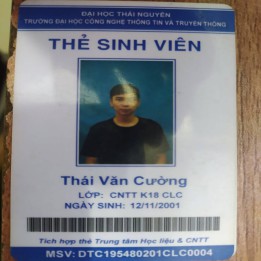 ĐẠI HỌC THÁI NGUYÊN
TRƯỜNG ĐẠI HỌC CÔNG NGHỆ THÔNG TIN VÀ TRUYỀN THÔNG
THẺ SINH VIÊN
Thái Văn Cường
LỚP: CNTT K18 CLC
NGÀY SINH: 12/11/2001
Tích hợp thẻ Trung tâm Học liệu & CNTT
MSV: DTC195480201CLC0004